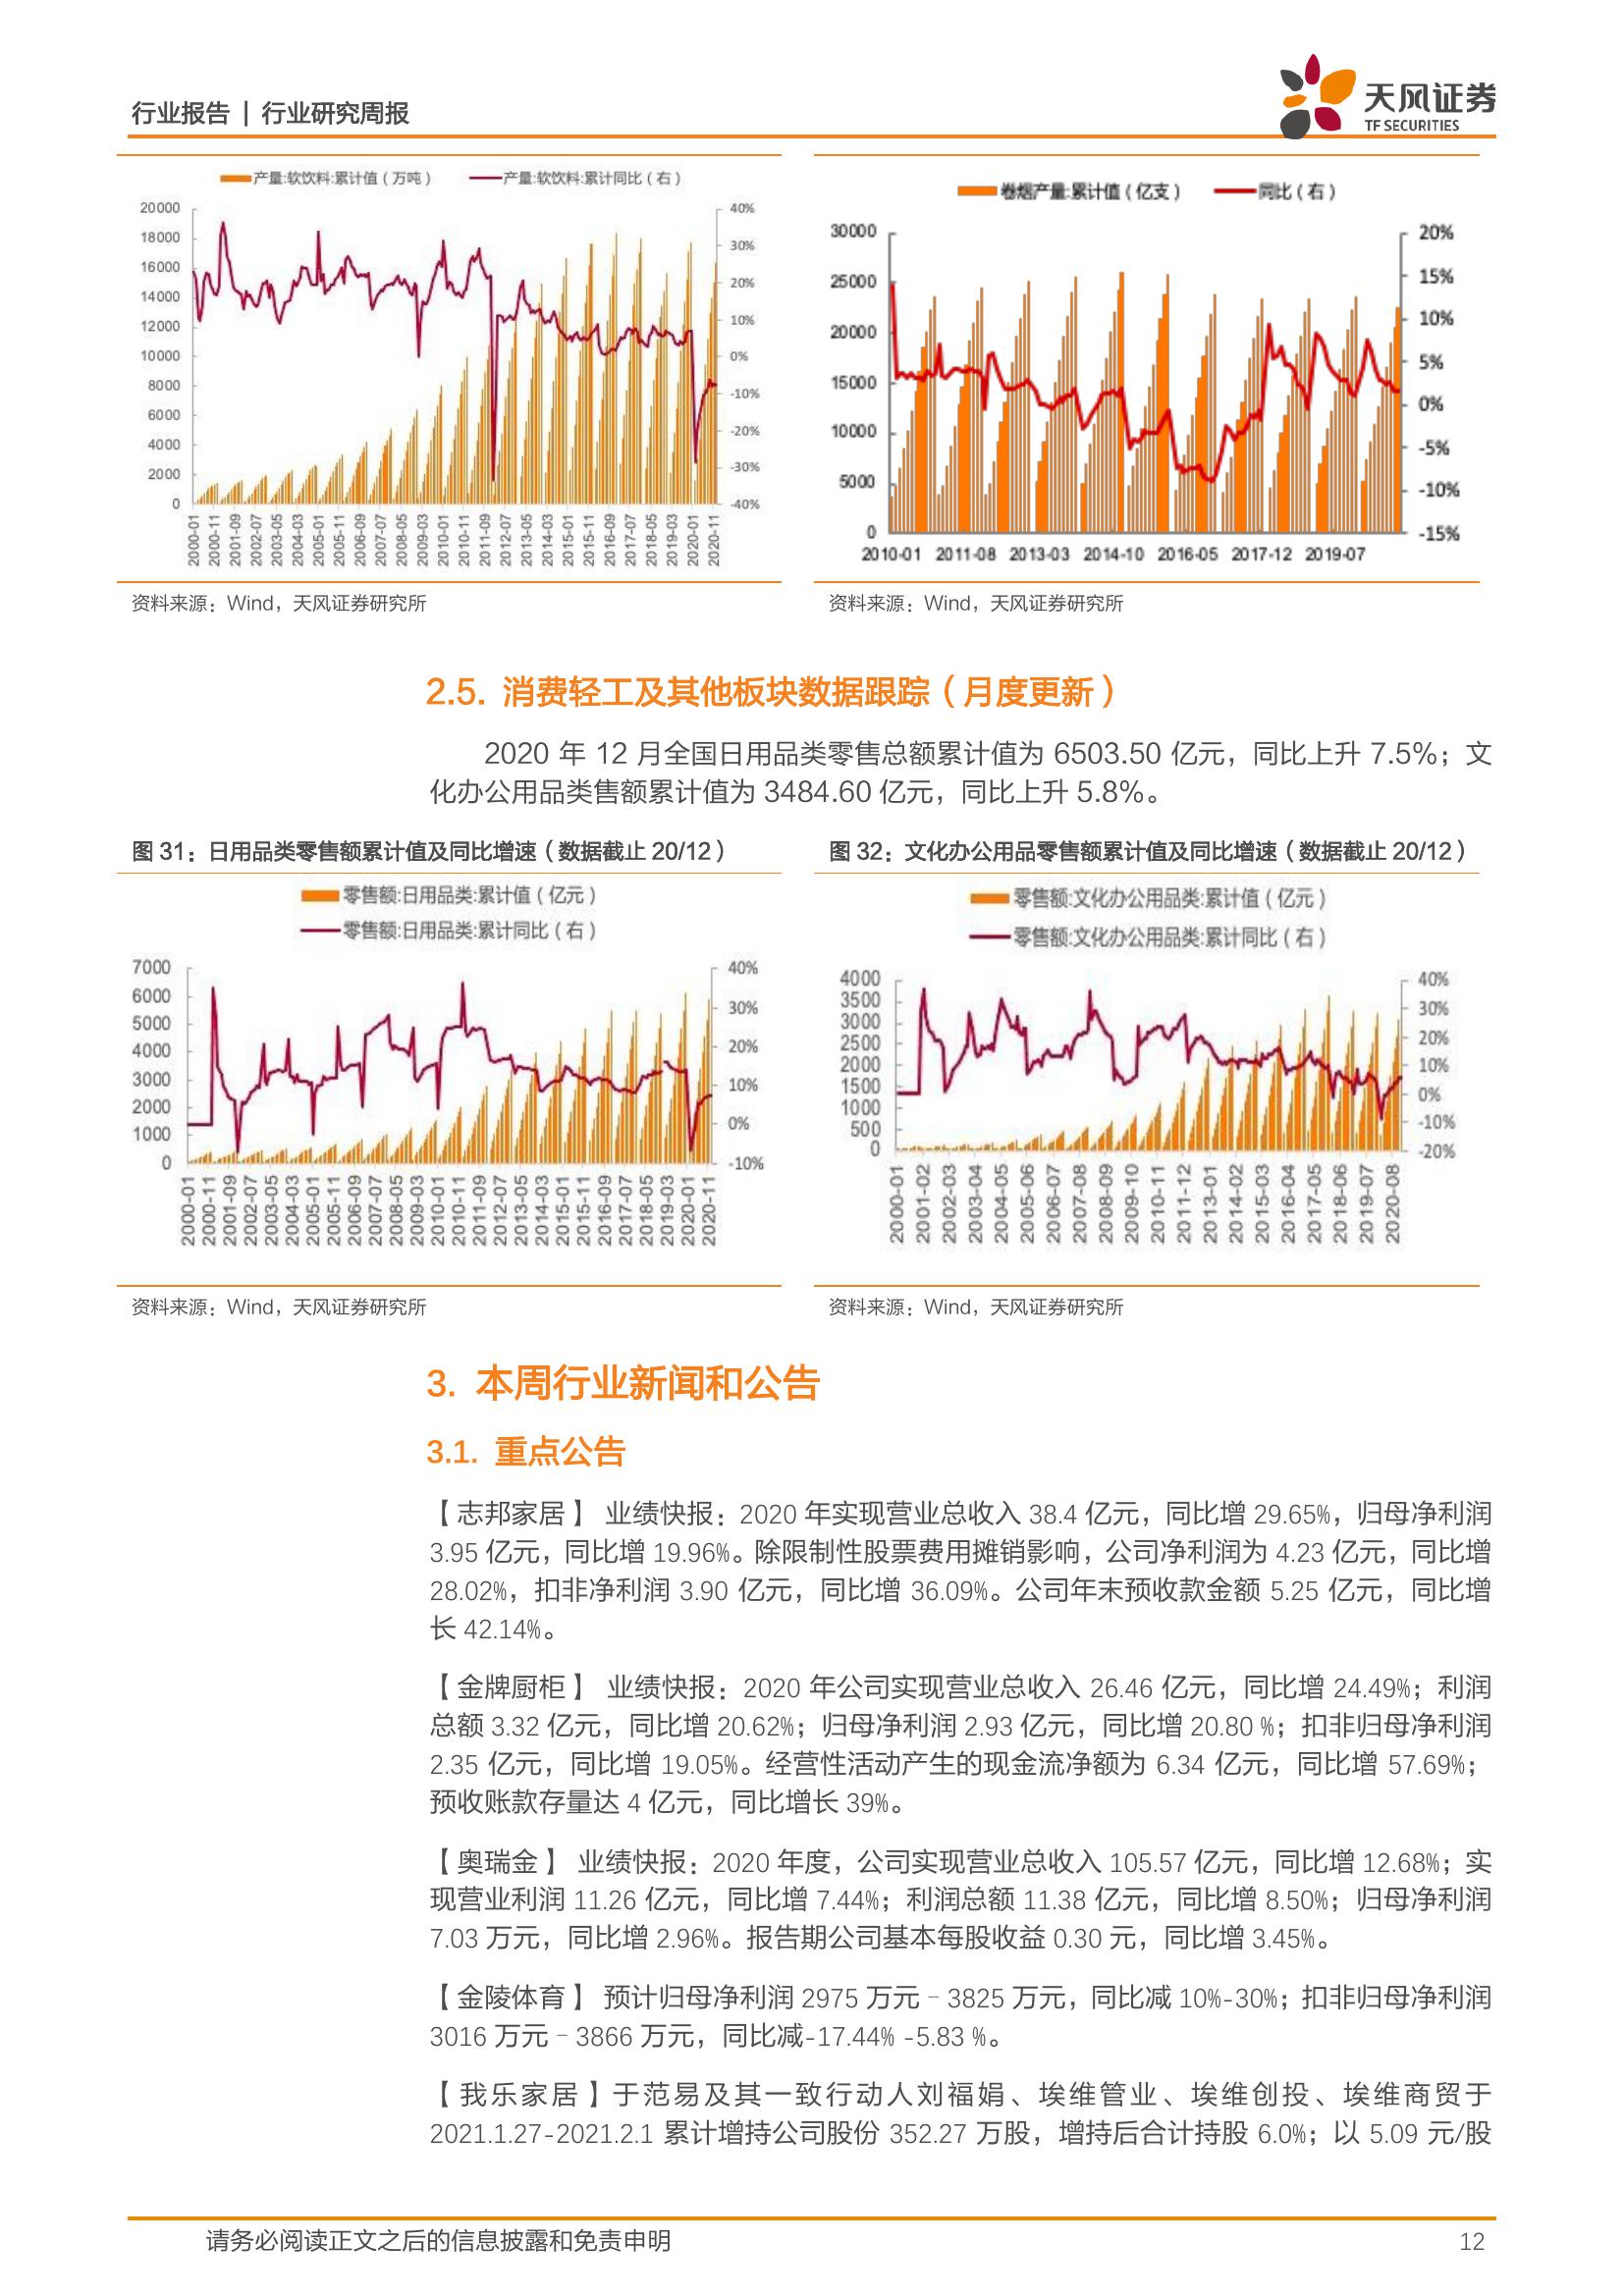 行业报告 | 行业研究周报
天风证券
TF SECURITIES
产量:软饮料:累计值（万吨） 产量:软饮料:累计同比（右）
20000
18000
16000
14000
12000
10000
8000
6000
4000
2000
0
40%
30%
20%
10%
0%
-10%
-20%
-30%
-40%
2000-01 2000-11 2001-09 2002-07 2003-05 2004-03 2005-01 2005-11 2006-09 2007-07 2008-05 2009-03 2010-01 2010-11 2011-09 2012-07 2013-05 2014-03 2015-01 2015-11 2016-09 2017-07 2018-05 2019-03 2020-01 2020-11
卷烟产量:累计值（亿支） 同比（右）
30000
25000
20000
15000
10000
5000
0
20%
15%
10%
5%
0%
-5%
-10%
-15%
2010-01 2011-08 2013-03 2014-10 2016-05 2017-12 2019-07
资料来源：Wind，天风证券研究所
资料来源：Wind，天风证券研究所
2.5. 消费轻工及其他板块数据跟踪（月度更新）
2020 年 12 月全国日用品类零售总额累计值为 6503.50 亿元，同比上升 7.5%；文
化办公用品类售额累计值为 3484.60 亿元，同比上升 5.8%。
图 31：日用品类零售额累计值及同比增速（数据截止 20/12）
零售额:日用品类:累计值（亿元）
零售额:日用品类:累计同比（右）
7000
6000
5000
4000
3000
2000
1000
0
40%
30%
20%
10%
0%
-10%
2000-01 2000-11 2001-09 2002-07 2003-05 2004-03 2005-01 2005-11 2006-09 2007-07 2008-05 2009-03 2010-01 2010-11 2011-09 2012-07 2013-05 2014-03 2015-01 2015-11 2016-09 2017-07 2018-05 2019-03 2020-01 2020-11
图 32：文化办公用品零售额累计值及同比增速（数据截止 20/12）
零售额:文化办公用品类:累计值（亿元）
零售额:文化办公用品类:累计同比（右）
4000
3500
3000
2500
2000
1500
1000
500
0
40%
30%
20%
10%
0%
-10%
-20%
2000-01 2001-02 2002-03 2003-04 2004-05 2005-06 2006-07 2007-08 2008-09 2009-10 2010-11 2011-12 2013-01 2014-02 2015-03 2016-04 2017-05 2018-06 2019-07 2020-08
资料来源：Wind，天风证券研究所
资料来源：Wind，天风证券研究所
3. 本周行业新闻和公告
3.1. 重点公告
【志邦家居】 业绩快报：2020 年实现营业总收入 38.4 亿元，同比增 29.65%，归母净利润
3.95 亿元，同比增 19.96%。除限制性股票费用摊销影响，公司净利润为 4.23 亿元，同比增
28.02%，扣非净利润 3.90 亿元，同比增 36.09%。公司年末预收款金额 5.25 亿元，同比增
长 42.14%。
【金牌厨柜】 业绩快报：2020 年公司实现营业总收入 26.46 亿元，同比增 24.49%；利润
总额 3.32 亿元，同比增 20.62%；归母净利润 2.93 亿元，同比增 20.80 %；扣非归母净利润
2.35 亿元，同比增 19.05%。经营性活动产生的现金流净额为 6.34 亿元，同比增 57.69%；
预收账款存量达 4 亿元，同比增长 39%。
【奥瑞金】 业绩快报：2020 年度，公司实现营业总收入 105.57 亿元，同比增 12.68%；实
现营业利润 11.26 亿元，同比增 7.44%；利润总额 11.38 亿元，同比增 8.50%；归母净利润
7.03 万元，同比增 2.96%。报告期公司基本每股收益 0.30 元，同比增 3.45%。
【金陵体育】 预计归母净利润 2975 万元–3825 万元，同比减 10%-30%；扣非归母净利润
3016 万元–3866 万元，同比减-17.44% -5.83 %。
【我乐家居】于范易及其一致行动人刘福娟、埃维管业、埃维创投、埃维商贸于
2021.1.27-2021.2.1 累计增持公司股份 352.27 万股，增持后合计持股 6.0%；以 5.09 元/股
请务必阅读正文之后的信息披露和免责申明
12